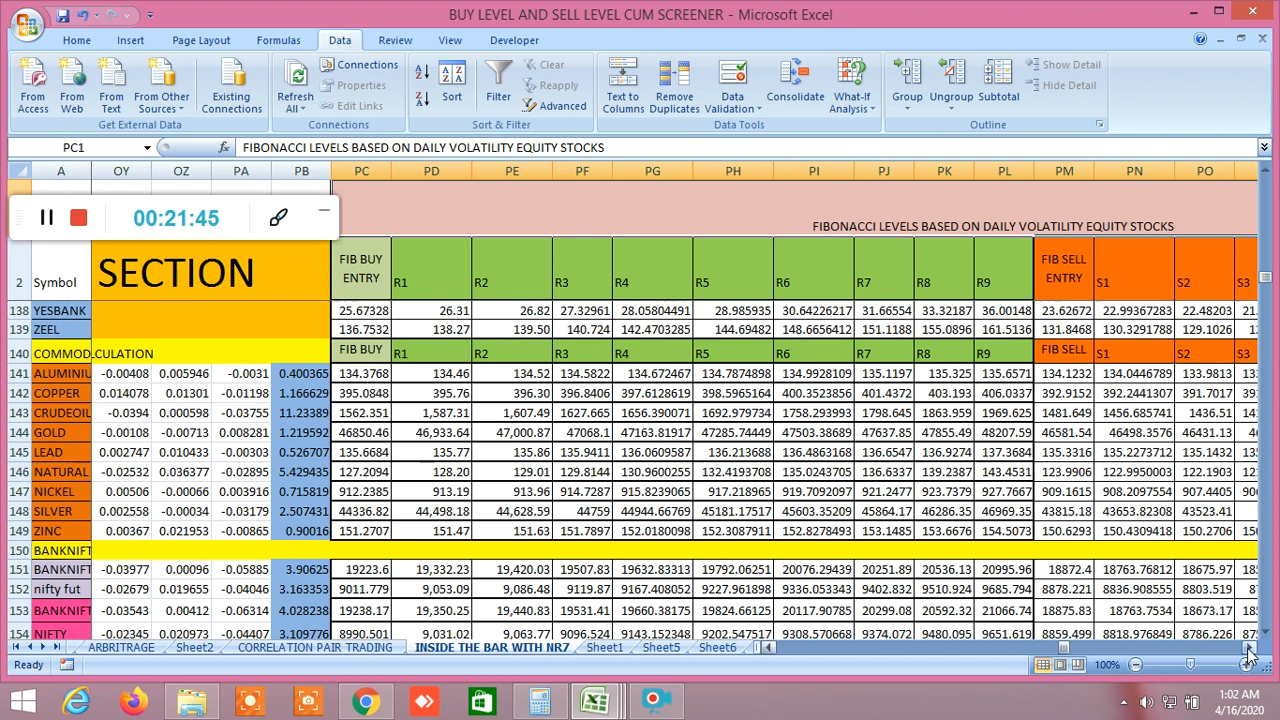 BUY LEVEL AND SELL LEVEL CUM SCREENER - Microsoft Excel
Home Insert Page Layout Formulas Data Review View Developer
From Access
From Web
From Text
From Other Sources
Existing Connections
Get External Data
Refresh All
Connections
Properties
Edit Links
Connections
Sort
Filter
Clear
Reapply
Advanced
Sort & Filter
Text to Columns
Remove Duplicates
Data Validation
Consolidate
What-If Analysis
Data Tools
Group
Ungroup
Subtotal
Show Detail
Hide Detail
Outline
PC1 fx FIBONACCI LEVELS BASED ON DAILY VOLATILITY EQUITY STOCKS
A OY OZ PA PB PC PD PE PF PG PH PI PJ PK PL PM PN PO
00:21:45
FIBONACCI LEVELS BASED ON DAILY VOLATILITY EQUITY STOCKS
2 Symbol SECTION FIB BUY ENTRY R1 R2 R3 R4 R5 R6 R7 R8 R9 FIB SELL ENTRY S1 S2 S3
138 YESBANK 25.67328 26.31 26.82 27.32961 28.05804491 28.985935 30.64226217 31.66554 33.32187 36.00148 23.62672 22.99367283 22.48203 21.
139 ZEEL 136.7532 138.27 139.50 140.724 142.4703285 144.69482 148.6656412 151.1188 155.0896 161.5136 131.8468 130.3291788 129.1026
140 COMMOD CULATION FIB BUY R1 R2 R3 R4 R5 R6 R7 R8 R9 FIB SELL S1 S2 S3
141 ALUMINIU -0.00408 0.005946 -0.0031 0.400365 134.3768 134.46 134.52 134.5822 134.672467 134.7874898 134.9928109 135.1197 135.325 135.6571 134.1232 134.0446789 133.9813
142 COPPER 0.014078 0.01301 -0.01198 1.166629 395.0848 395.76 396.30 396.8406 397.6128619 398.5965164 400.3523856 401.4372 403.193 406.0337 392.9152 392.2441307 391.7017
143 CRUDEOIL -0.0394 0.000598 -0.03755 11.23389 1562.351 1,587.31 1,607.49 1627.665 1656.390071 1692.979734 1758.293993 1798.645 1863.959 1969.625 1481.649 1456.685741 1436.51
144 GOLD -0.00108 -0.00713 0.008281 1.219592 46850.46 46,933.64 47,000.87 47068.1 47163.81917 47285.74449 47503.38689 47637.85 47855.49 48207.59 46581.54 46498.3576 46431.13
145 LEAD 0.002747 0.010433 -0.00303 0.526707 135.6684 135.77 135.86 135.9411 136.0609587 136.213688 136.4863168 136.6547 136.9274 137.3684 135.3316 135.2273712 135.1432
146 NATURAL -0.02532 0.036377 -0.02895 5.429435 127.2094 128.20 129.01 129.8144 130.9600255 132.4193708 135.0243705 136.6337 139.2387 143.4531 123.9906 122.9950003 122.1903
147 NICKEL 0.00506 -0.00066 0.003916 0.715819 912.2385 913.19 913.96 914.7287 915.8239065 917.218965 919.7092097 921.2477 923.7379 927.7667 909.1615 908.2097554 907.4405
148 SILVER 0.002558 -0.0034 -0.03179 2.507431 44336.82 44,498.18 44,628.59 44759 44944.66769 45181.17517 45603.35209 45864.17 46286.35 46969.35 43815.18 43653.82308 43523.41
149 ZINC 0.00367 0.021953 -0.00865 0.90016 151.2707 151.47 151.63 151.7897 152.0180098 152.3087911 152.8278493 153.1485 153.6676 154.5073 150.6293 150.4309418 150.2706
150 BANKNIFT
151 BANKNIFT -0.03977 0.00096 -0.05885 3.90625 19223.6 19,332.23 19,420.03 19507.83 19632.83313 19792.06251 20076.29439 20251.89 20536.13 20995.96 18872.4 18763.76812 18675.97
152 nifty fut -0.02679 0.019655 -0.04046 3.163353 9011.779 9,053.09 9,086.48 9119.87 9167.408052 9227.961898 9336.053343 9402.832 9510.924 9685.794 8878.221 8836.908555 8803.519
153 BANKNIFT -0.03543 0.00412 -0.06314 4.028238 19238.17 19,350.25 19,440.83 19531.41 19660.38175 19824.66125 20117.90785 20299.08 20592.32 21066.74 18875.83 18763.7534 18673.17
154 NIFTY -0.02345 0.020973 -0.04407 3.109776 8990.501 9,031.02 9,063.77 9096.524 9143.152348 9202.547517 9308.570668 9374.072 9480.095 9651.619 8859.499 8818.976849 8786.226
ARBITRAGE Sheet2 CORRELATION PAIR TRADING INSIDE THE BAR WITH NR7 Sheet1 Sheet5 Sheet6
Ready 100%
1:02 AM
4/16/2020